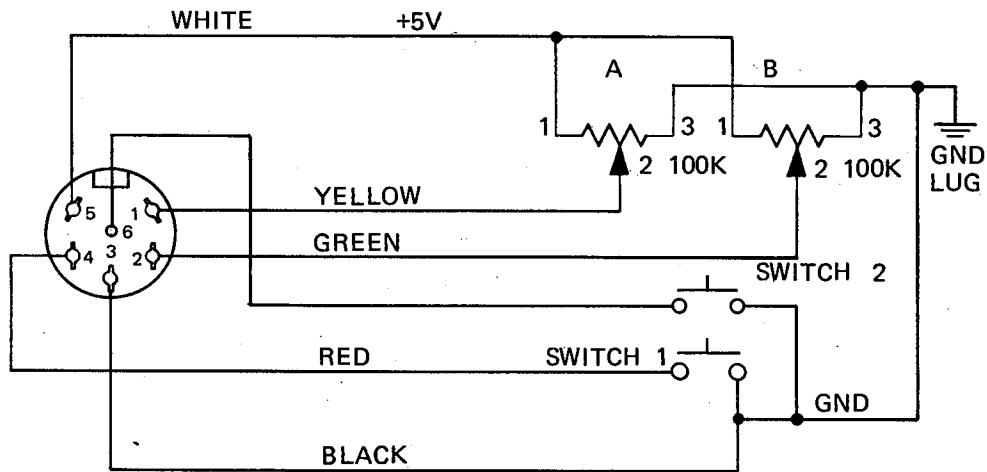 WHITE +5V
A B
1 3 1 3
2 100K 2 100K
GND
LUG
YELLOW
5 1
6
GREEN
3
4 2
SWITCH 2
RED SWITCH 1
GND
BLACK